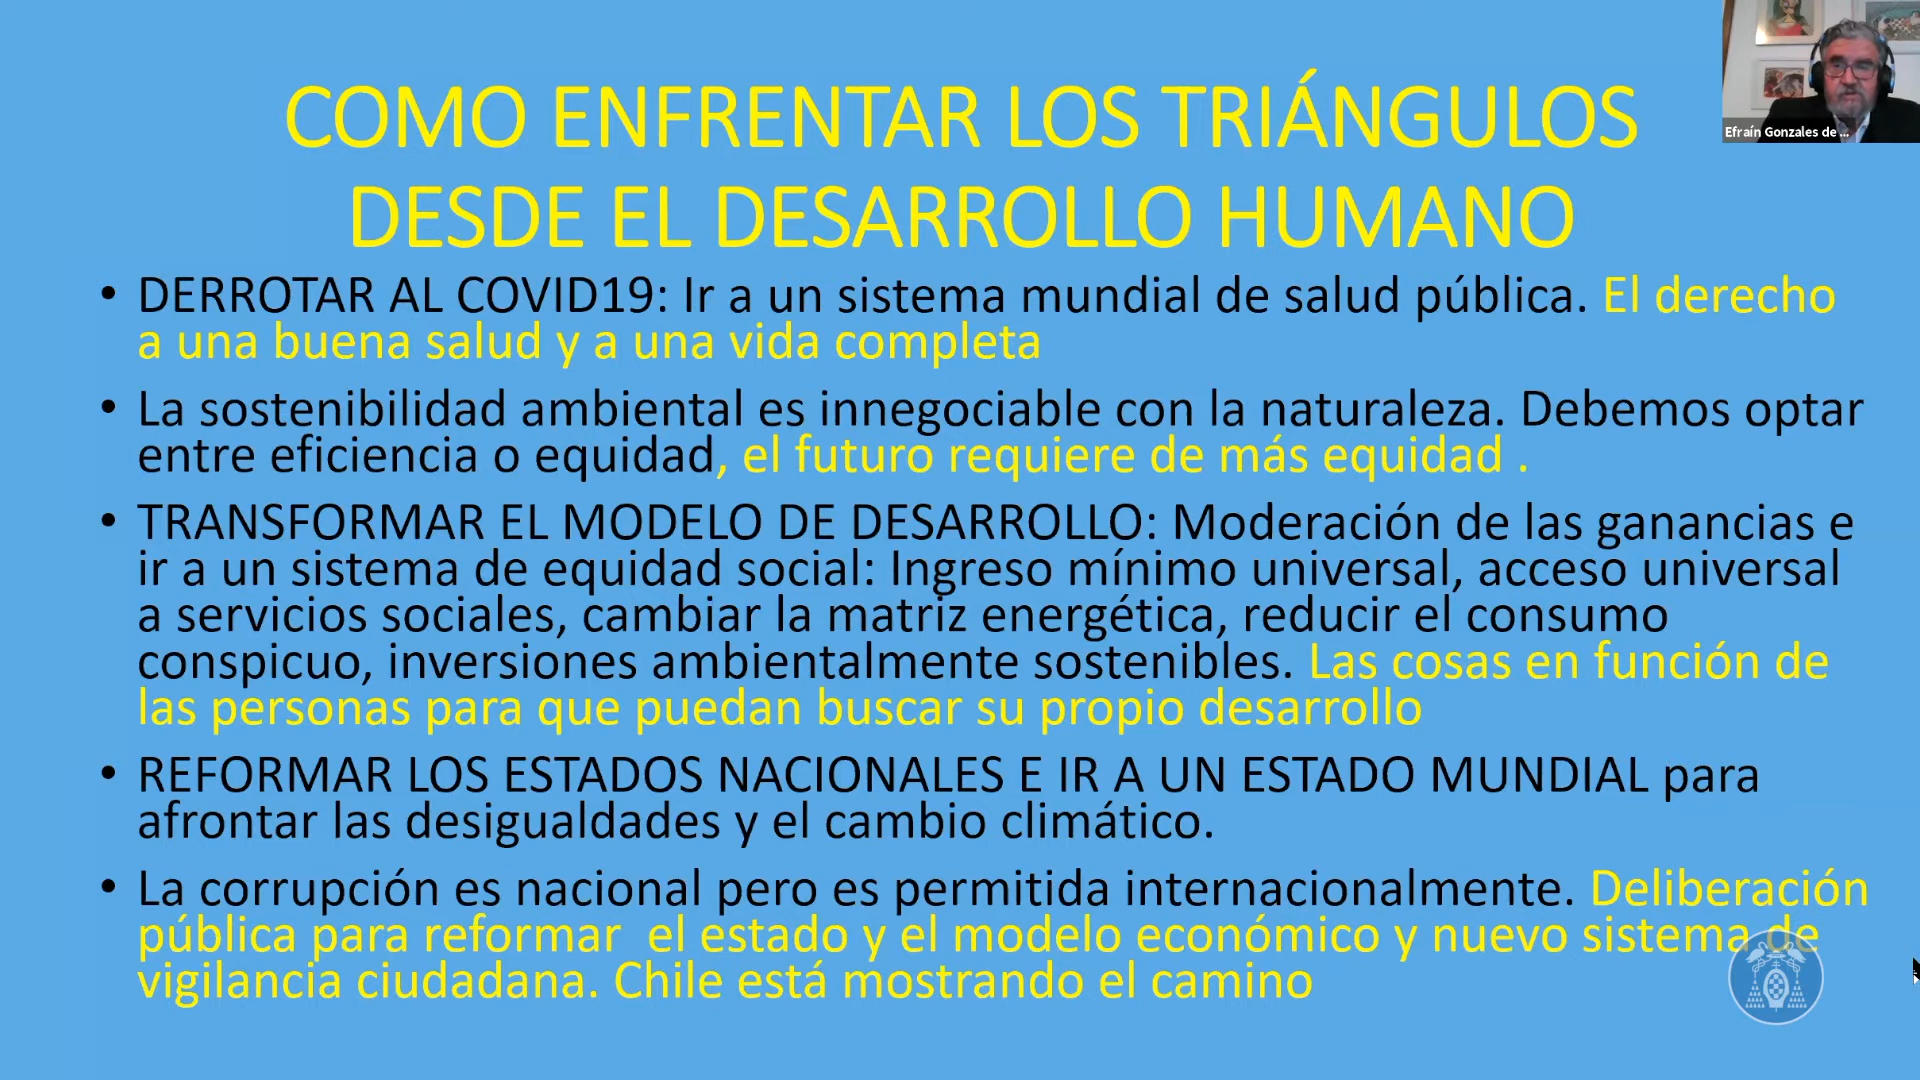 COMO ENFRENTAR LOS TRIÁNGULOS
DESDE EL DESARROLLO HUMANO
Efraín Gonzales de ...
• DERROTAR AL COVID19: Ir a un sistema mundial de salud pública. El derecho
a una buena salud y a una vida completa
• La sostenibilidad ambiental es innegociable con la naturaleza. Debemos optar
entre eficiencia o equidad, el futuro requiere de más equidad .
• TRANSFORMAR EL MODELO DE DESARROLLO: Moderación de las ganancias e
ir a un sistema de equidad social: Ingreso mínimo universal, acceso universal
a servicios sociales, cambiar la matriz energética, reducir el consumo
conspicuo, inversiones ambientalmente sostenibles. Las cosas en función de
las personas para que puedan buscar su propio desarrollo
• REFORMAR LOS ESTADOS NACIONALES E IR A UN ESTADO MUNDIAL para
afrontar las desigualdades y el cambio climático.
• La corrupción es nacional pero es permitida internacionalmente. Deliberación
pública para reformar  el estado y el modelo económico y nuevo sistema de
vigilancia ciudadana. Chile está mostrando el camino